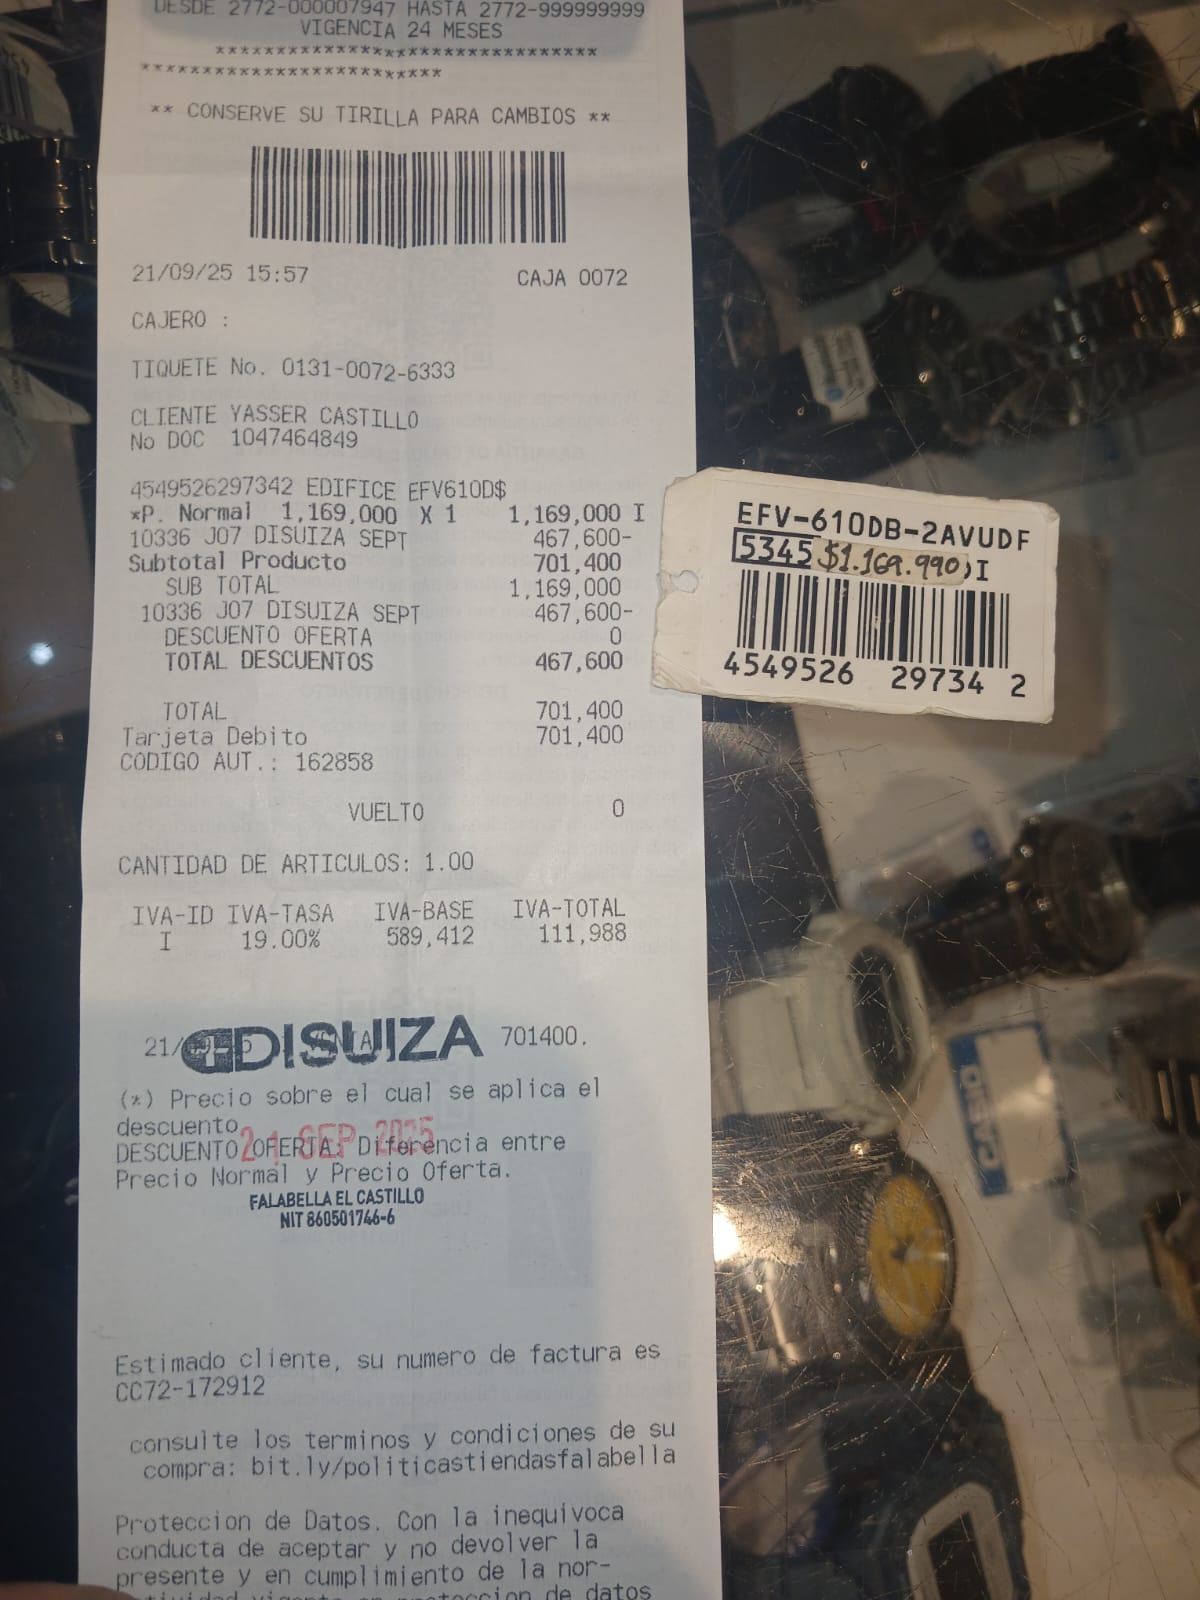 DESDE 2772-000007947 HASTA 2772-999999999
VIGENCIA 24 MESES
**********************************
***************************
** CONSERVE SU TIRILLA PARA CAMBIOS **
21/09/25 15:57 CAJA 0072
CAJERO :
TIQUETE No. 0131-0072-6333
CLIENTE YASSER CASTILLO
No DOC 1047464849
4549526297342 EDIFICE EFV610D$
*P. Normal 1,169,000 X 1 1,169,000 I
10336 J07 DISUIZA SEPT 467,600-
Subtotal Producto 701,400
SUB TOTAL 1,169,000
10336 J07 DISUIZA SEPT 467,600-
DESCUENTO OFERTA 0
TOTAL DESCUENTOS 467,600
TOTAL 701,400
Tarjeta Debito 701,400
CODIGO AUT.: 162858
VUELTO 0
CANTIDAD DE ARTICULOS: 1.00
IVA-ID IVA-TASA IVA-BASE IVA-TOTAL
I 19.00% 589,412 111,988
21/ DISUIZA 701400.
(*) Precio sobre el cual se aplica el
descuento
21 SEP 2025
DESCUENTO OFERTA: Diferencia entre
Precio Normal y Precio Oferta.
FALABELLA EL CASTILLO
NIT 860501746-6
Estimado cliente, su numero de factura es
CC72-172912
consulte los terminos y condiciones de su
compra: bit.ly/politicastiendasfalabella
Proteccion de Datos. Con la inequivoca
conducta de aceptar y no devolver la
presente y en cumplimiento de la nor-
EFV-610DB-2AVUDF
5345 $1.169.990 )I
4549526 29734 2
CASIO